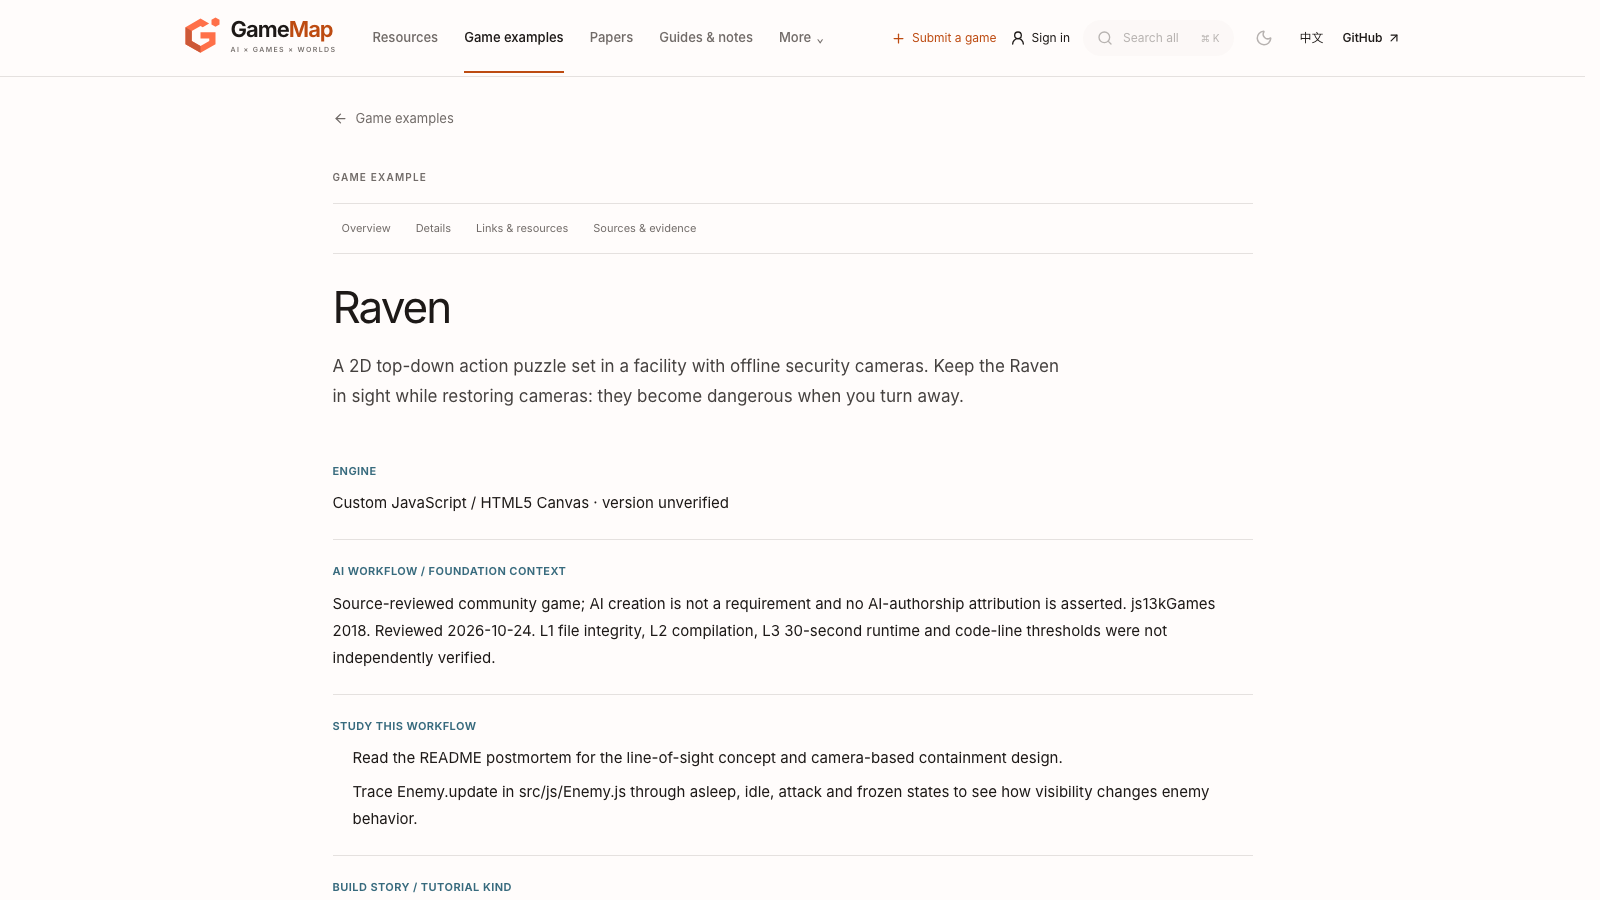 GameMap
AI × GAMES × WORLDS
Resources
Game examples
Papers
Guides & notes
More
Submit a game
Sign in
Search all
⌘ K
中文
GitHub
Game examples
GAME EXAMPLE
Overview
Details
Links & resources
Sources & evidence
Raven
A 2D top-down action puzzle set in a facility with offline security cameras. Keep the Raven
in sight while restoring cameras: they become dangerous when you turn away.
ENGINE
Custom JavaScript / HTML5 Canvas · version unverified
AI WORKFLOW / FOUNDATION CONTEXT
Source-reviewed community game; AI creation is not a requirement and no AI-authorship attribution is asserted. js13kGames
2018. Reviewed 2026-10-24. L1 file integrity, L2 compilation, L3 30-second runtime and code-line thresholds were not
independently verified.
STUDY THIS WORKFLOW
Read the README postmortem for the line-of-sight concept and camera-based containment design.
Trace Enemy.update in src/js/Enemy.js through asleep, idle, attack and frozen states to see how visibility changes enemy
behavior.
BUILD STORY / TUTORIAL KIND